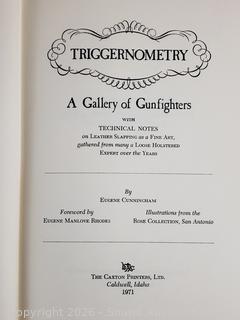 TRIGGERNOMETRY
A Gallery of Gunfighters
WITH
TECHNICAL NOTES
on LEATHER SLAPPING as a FINE ART,
gathered from many a LOOSE HOLSTERED
EXPERT over the YEARS
By
EUGENE CUNNINGHAM
Foreword by
EUGENE MANLOVE RHODES
Illustrations from the
ROSE COLLECTION, San Antonio
THE CAXTON PRINTERS, LTD.
Caldwell, Idaho
1971